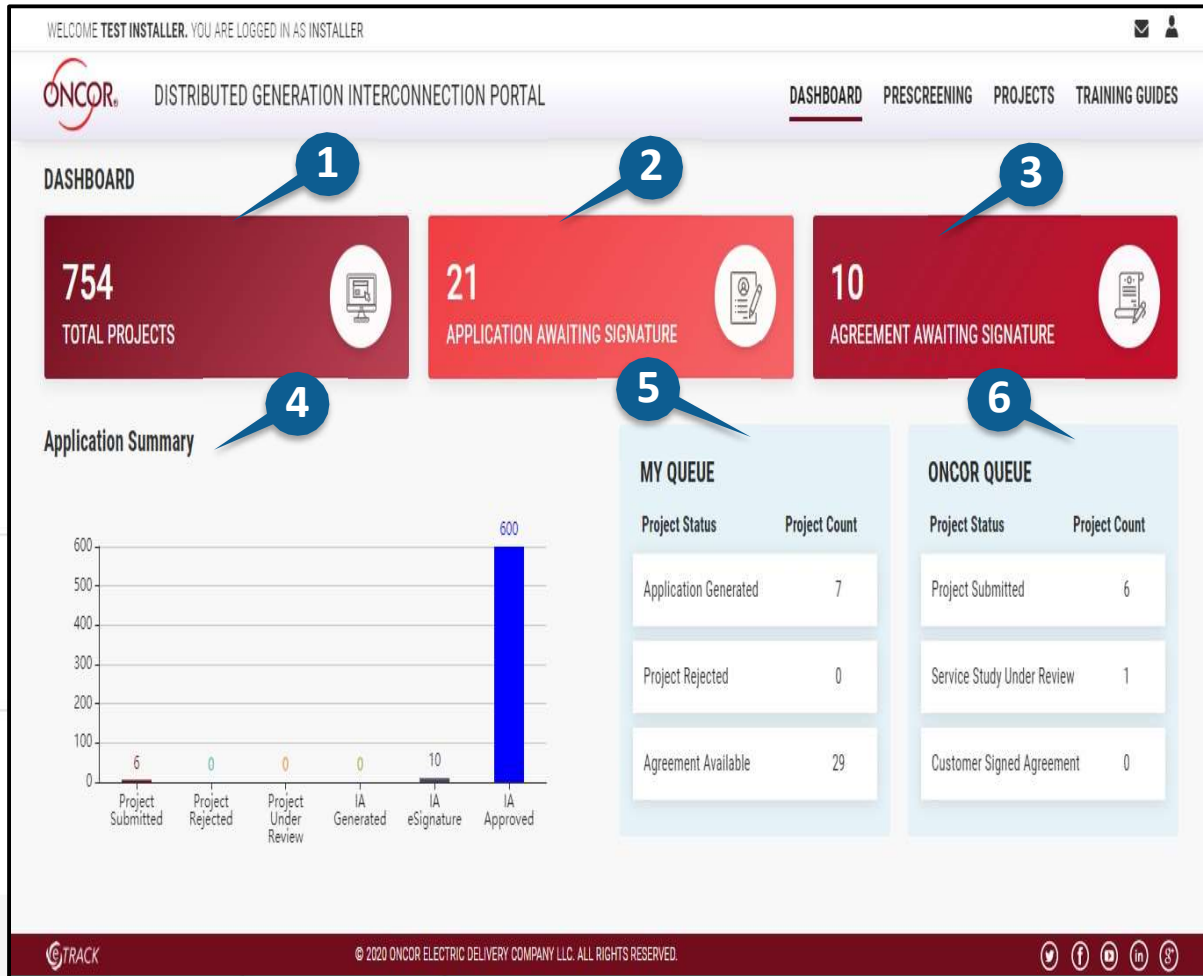 WELCOME TEST INSTALLER. YOU ARE LOGGED IN AS INSTALLER
ONCOR®
DISTRIBUTED GENERATION INTERCONNECTION PORTAL
DASHBOARD PRESCREENING PROJECTS TRAINING GUIDES
DASHBOARD
1
2
3
754
TOTAL PROJECTS
21
APPLICATION AWAITING SIGNATURE
10
AGREEMENT AWAITING SIGNATURE
4
5
6
Application Summary
600
500
400
300
200
100
0
6
0
0
0
10
600
Project Submitted
Project Rejected
Project Under Review
IA Generated
IA eSignature
IA Approved
MY QUEUE
Project Status Project Count
Application Generated 7
Project Rejected 0
Agreement Available 29
ONCOR QUEUE
Project Status Project Count
Project Submitted 6
Service Study Under Review 1
Customer Signed Agreement 0
eTRACK
© 2020 ONCOR ELECTRIC DELIVERY COMPANY LLC. ALL RIGHTS RESERVED.